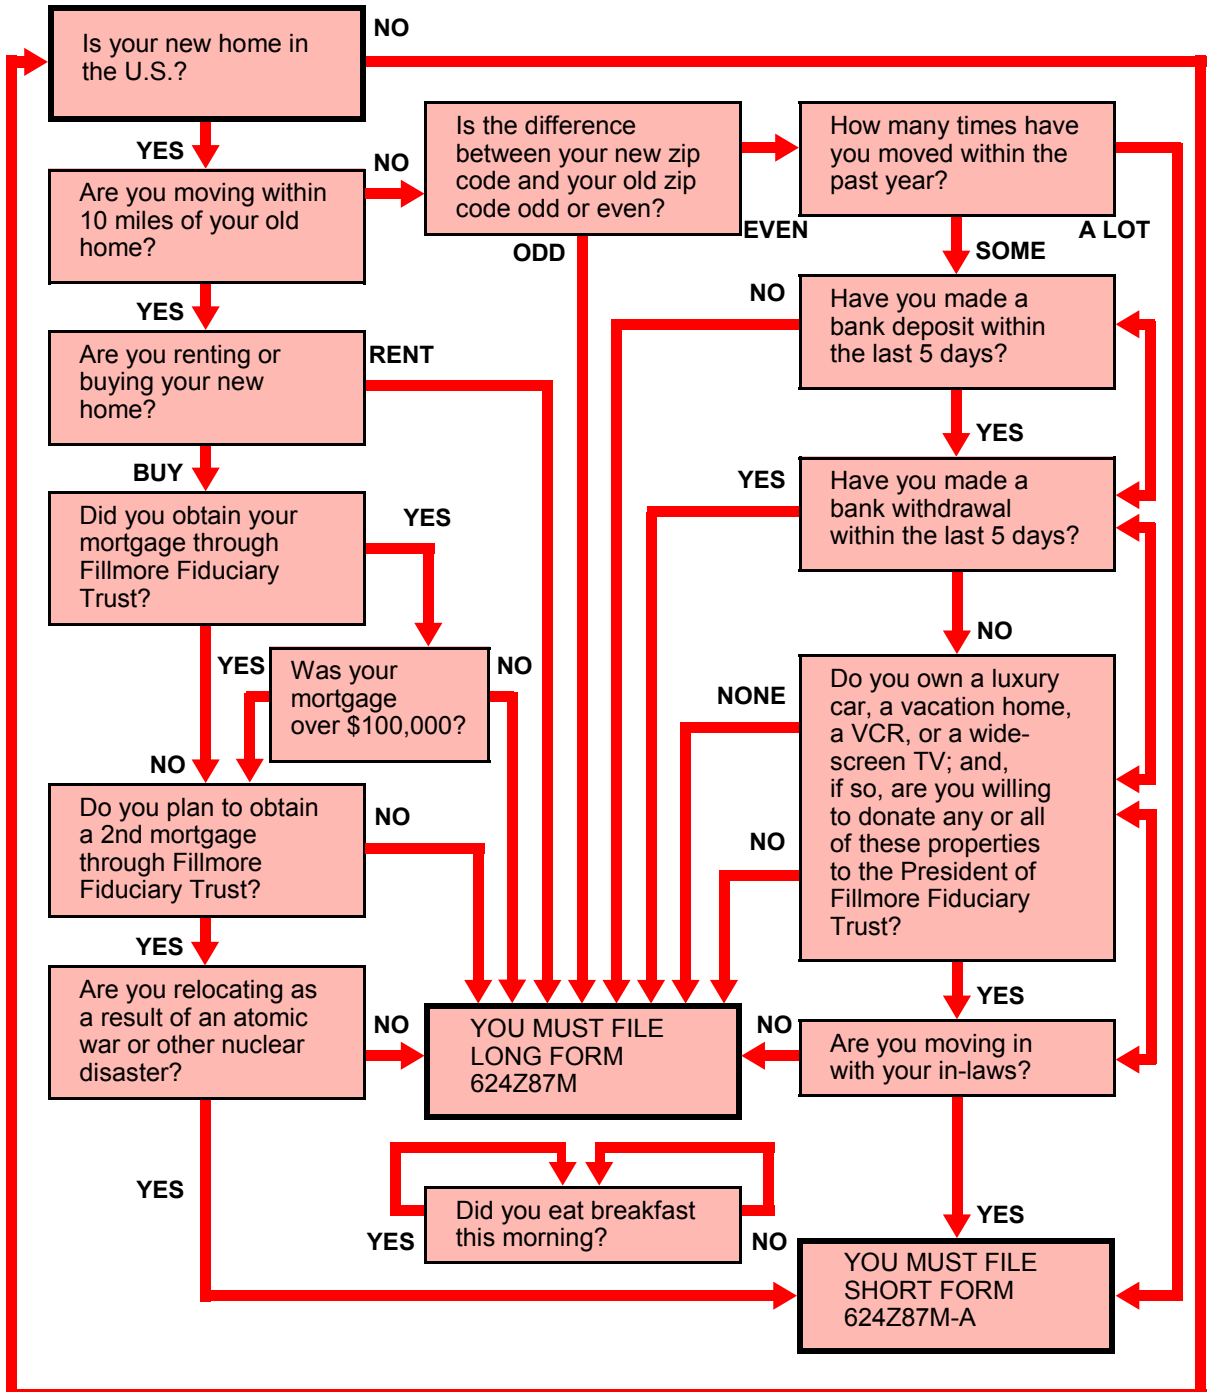 Is your new home in
the U.S.?
NO
YES
Are you moving within
10 miles of your old
home?
NO
Is the difference
between your new zip
code and your old zip
code odd or even?
ODD
EVEN
How many times have
you moved within the
past year?
SOME
A LOT
YES
Are you renting or
buying your new
home?
RENT
BUY
NO
Have you made a
bank deposit within
the last 5 days?
YES
Did you obtain your
mortgage through
Fillmore Fiduciary
Trust?
YES
NO
YES
Have you made a
bank withdrawal
within the last 5 days?
NO
YES
Was your
mortgage
over $100,000?
NO
Do you plan to obtain
a 2nd mortgage
through Fillmore
Fiduciary Trust?
NO
YES
NONE
NO
Do you own a luxury
car, a vacation home,
a VCR, or a wide-
screen TV; and,
if so, are you willing
to donate any or all
of these properties
to the President of
Fillmore Fiduciary
Trust?
YES
Are you relocating as
a result of an atomic
war or other nuclear
disaster?
NO
YES
YOU MUST FILE
LONG FORM
624Z87M
NO
Are you moving in
with your in-laws?
YES
Did you eat breakfast
this morning?
YES
NO
YOU MUST FILE
SHORT FORM
624Z87M-A